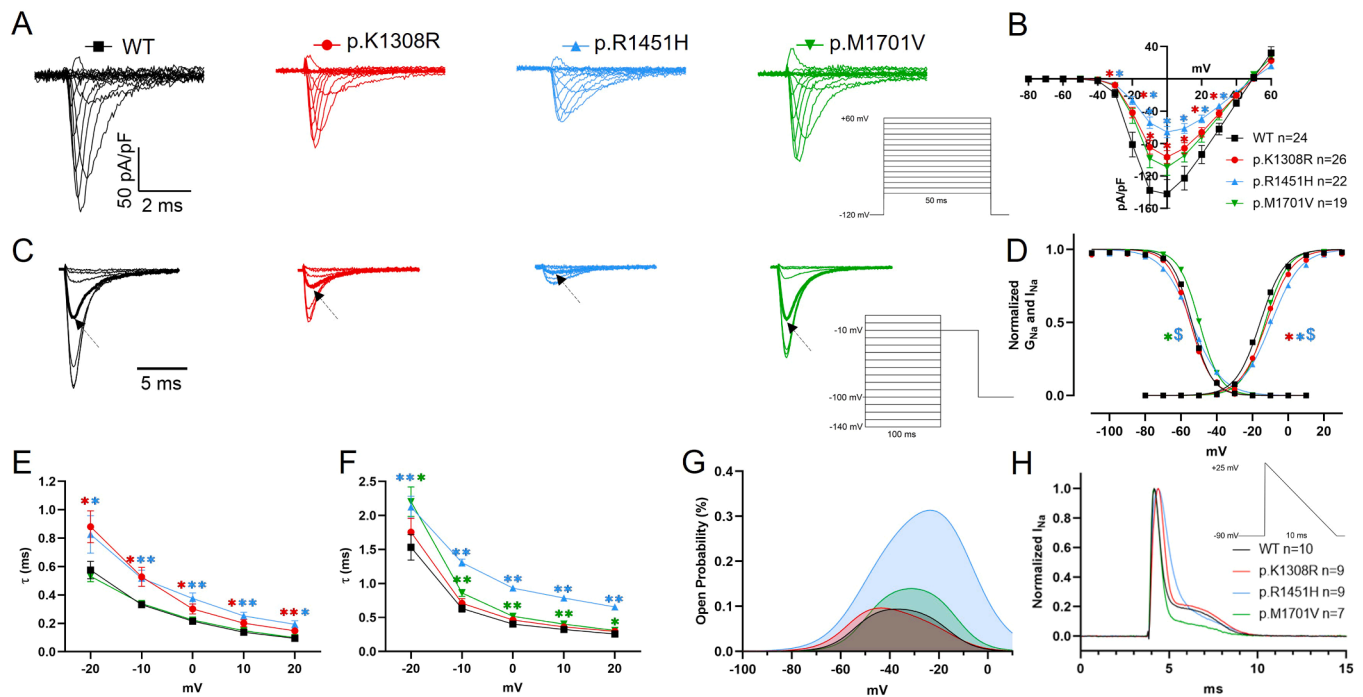 A
WT
p.K1308R
p.R1451H
p.M1701V
50 pA/pF
2 ms
+60 mV
-120 mV
50 ms
B
40
mV
-80 -60 -40 -20 20 40 60
-40
-80
-120
-160
pA/pF
** ** ** ** * * * * * *
WT n=24
p.K1308R n=26
p.R1451H n=22
p.M1701V n=19
C
5 ms
-10 mV
-100 mV
-140 mV
100 ms
D
Normalized
GNa and INa
1.0
0.5
0.0
*$
**$
-100 -80 -60 -40 -20 0 20
mV
E
τ (ms)
1.2
1.0
0.8
0.6
0.4
0.2
0.0
** *** *** *** ***
-20 -10 0 10 20
mV
F
τ (ms)
2.5
2.0
1.5
1.0
0.5
0.0
*** ** ** ** **
** ** ** *
-20 -10 0 10 20
mV
G
Open Probability (%)
0.4
0.3
0.2
0.1
0.0
-100 -80 -60 -40 -20 0
mV
H
Normalized INa
1.0
0.8
0.6
0.4
0.2
0.0
+25 mV
-90 mV
10 ms
WT n=10
p.K1308R n=9
p.R1451H n=9
p.M1701V n=7
0 5 10 15
ms